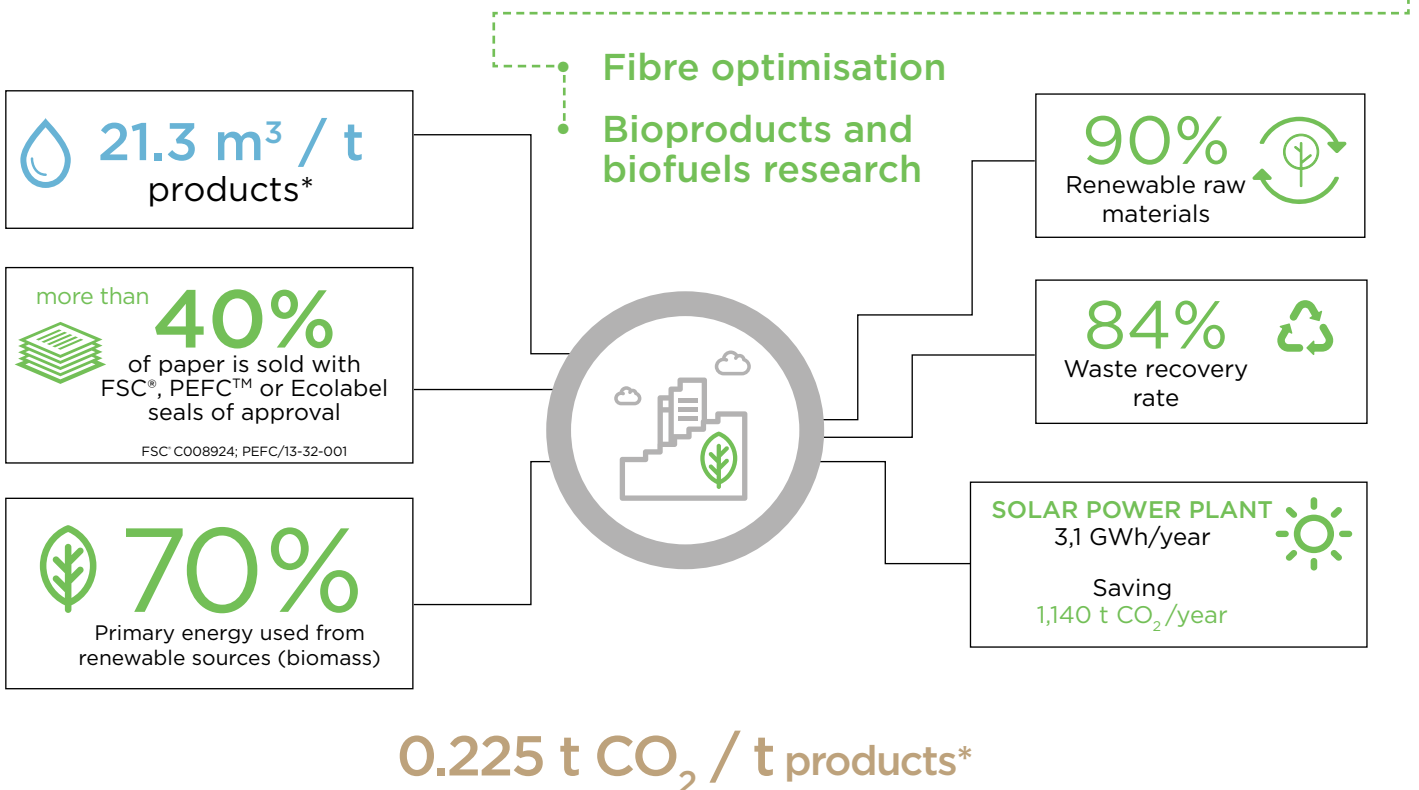 Fibre optimisation
Bioproducts and
biofuels research
21.3 m³ / t
products*
more than
40%
of paper is sold with
FSC®, PEFC™ or Ecolabel
seals of approval
FSC® C008924; PEFC/13-32-001
70%
Primary energy used from
renewable sources (biomass)
90%
Renewable raw
materials
84%
Waste recovery
rate
SOLAR POWER PLANT
3,1 GWh/year
Saving
1,140 t CO₂/year
0.225 t CO₂ / t products*